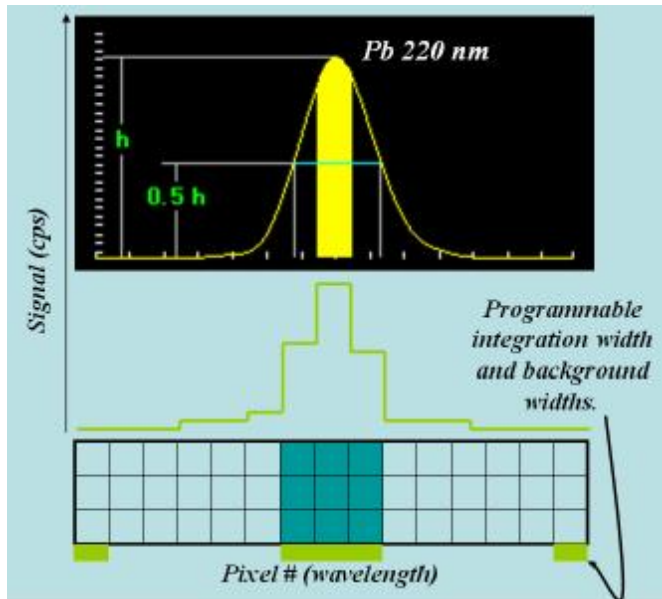 Pb 220 nm
h
0.5 h
Signal (cps)
Programmable
integration width
and background
widths.
Pixel # (wavelength)